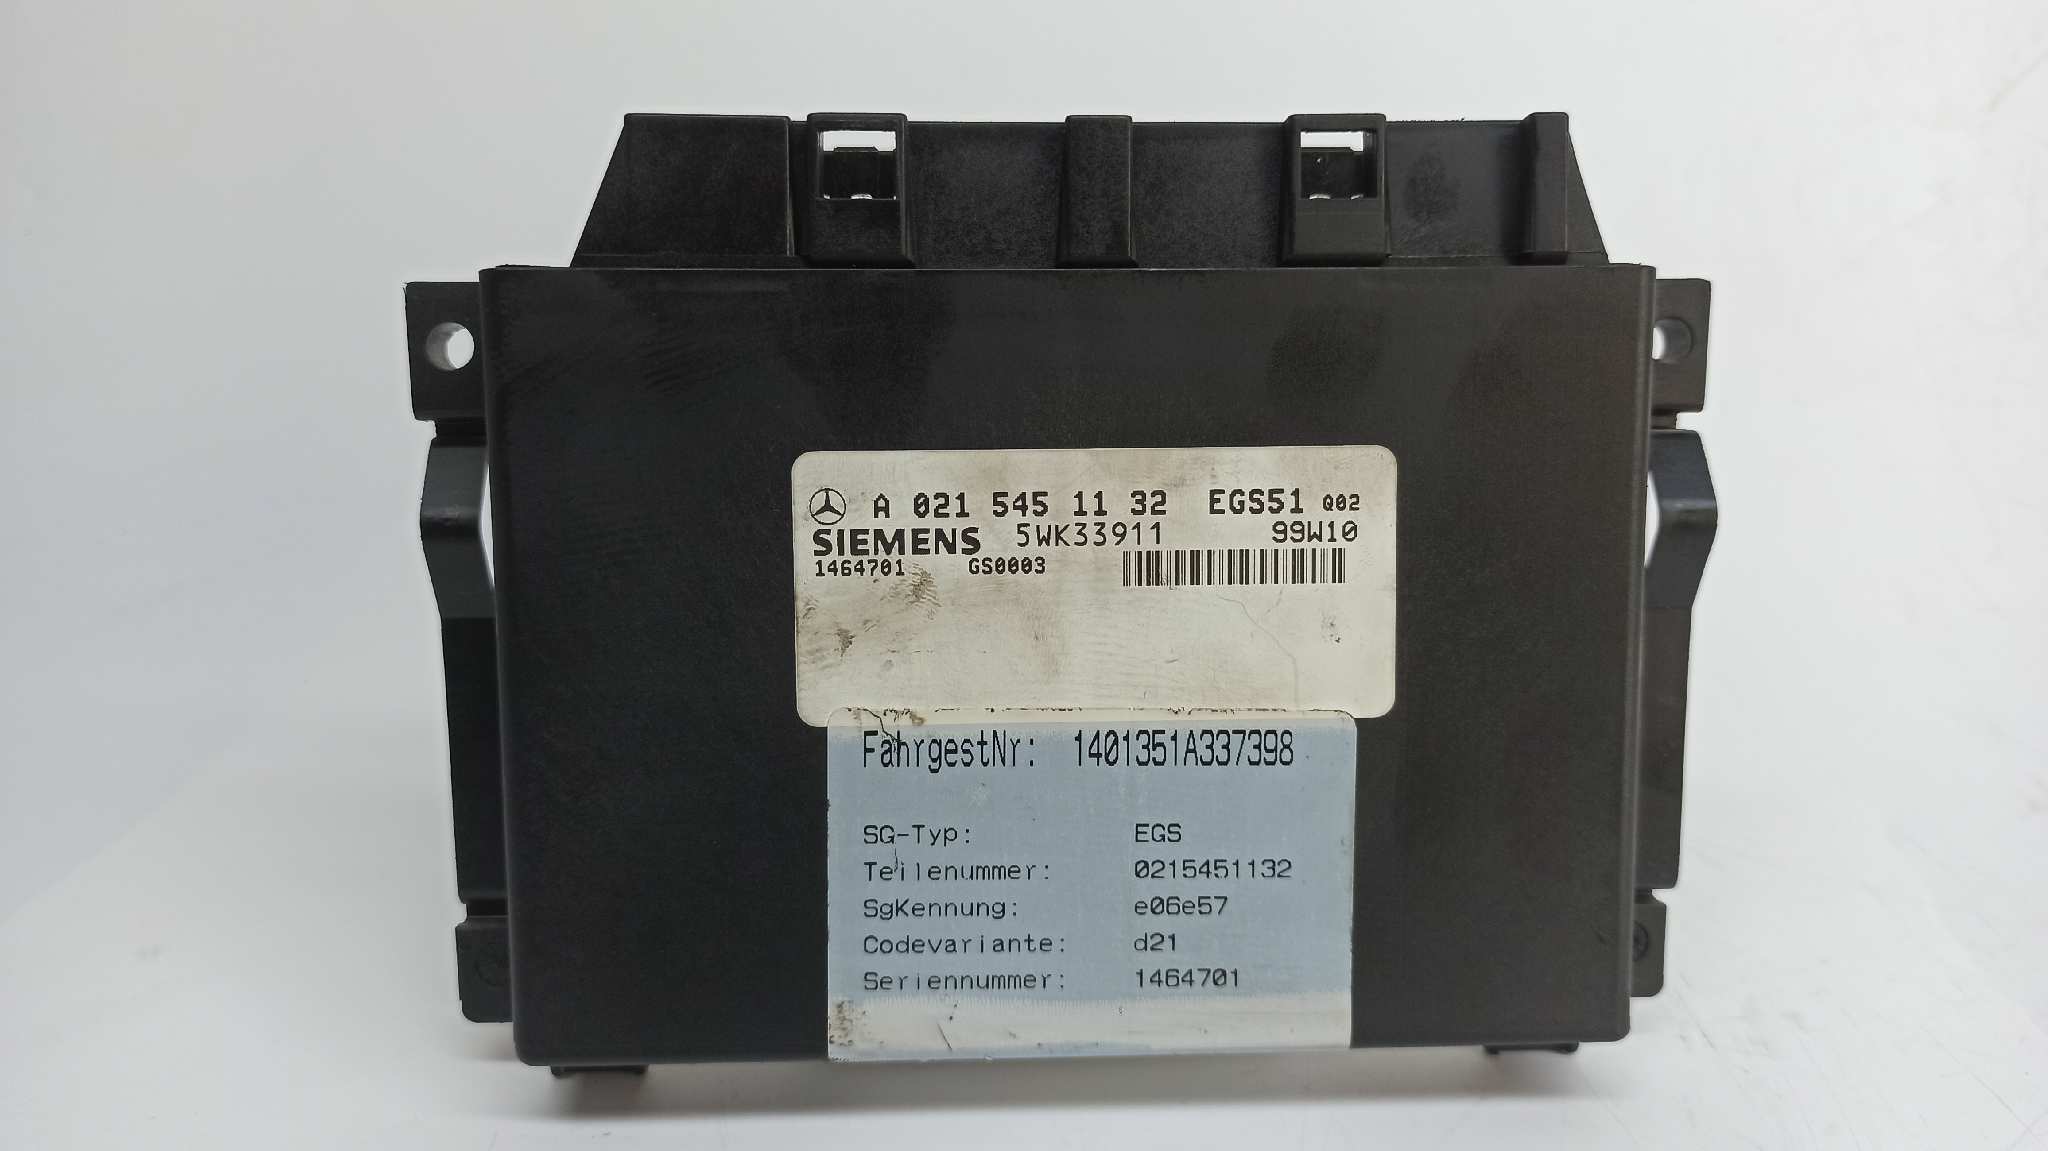 A 021 545 11 32 EGS51 Q02
SIEMENS 5WK33911 99W10
1464701 GS0003
FahrgestNr: 1401351A337398
SG-Typ: EGS
Teilenummer: 0215451132
SgKennung: e06e57
Codevariante: d21
Seriennummer: 1464701